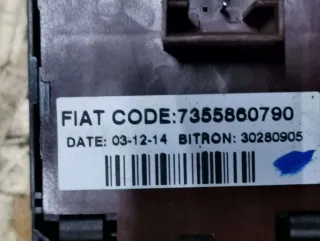 FIAT CODE:7355860790
DATE: 03-12-14 BITRON: 30280905